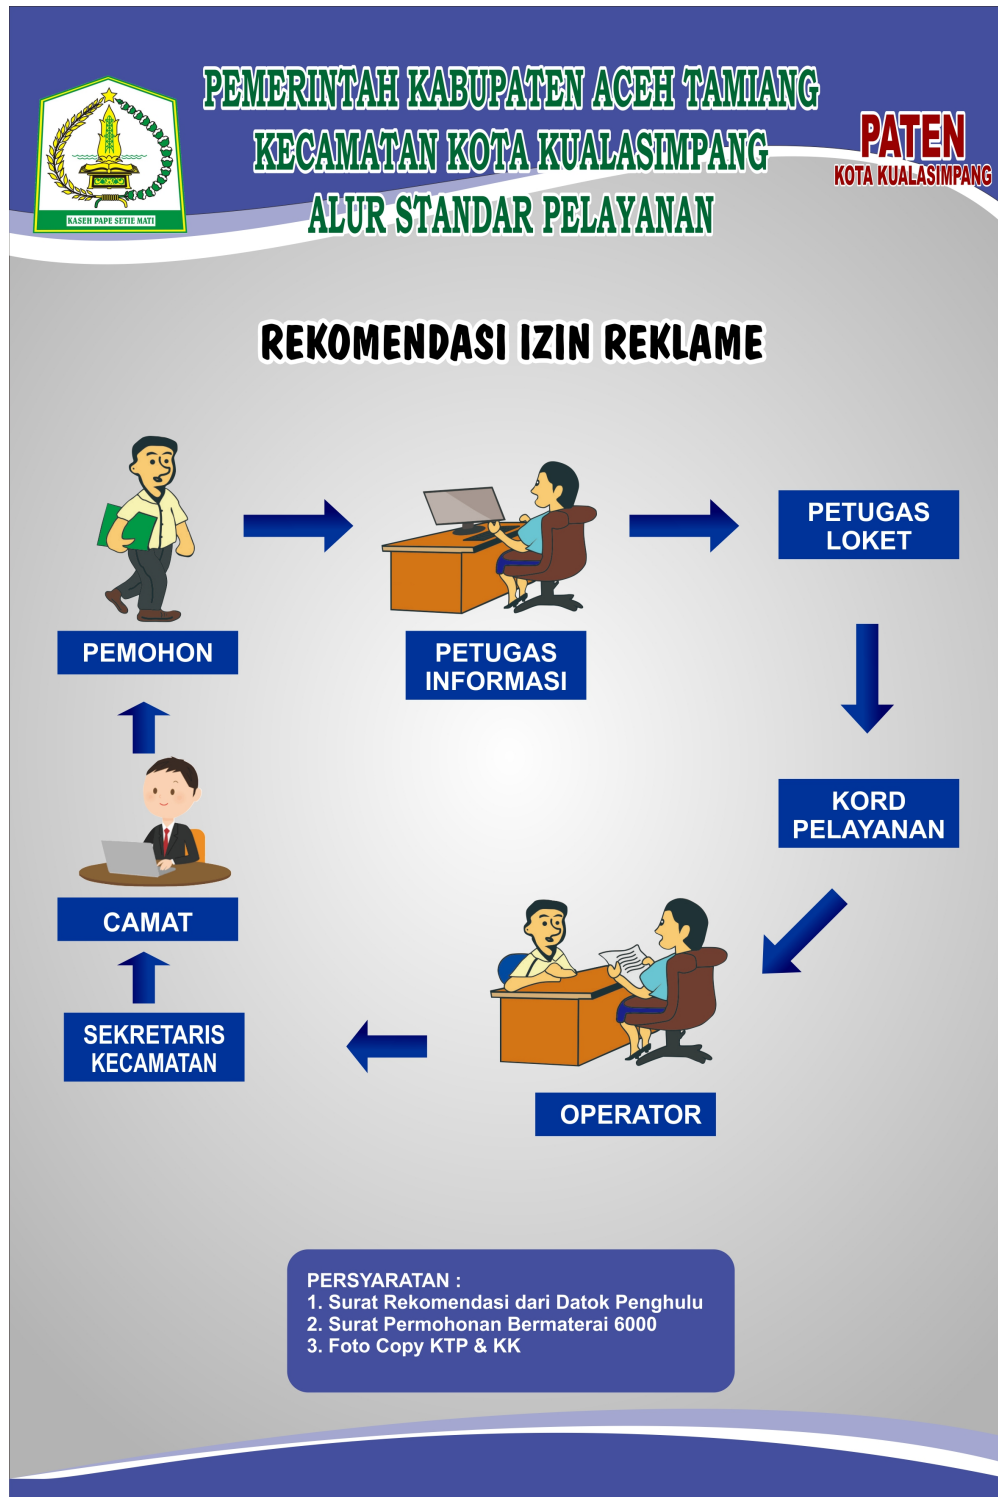 PEMERINTAH KABUPATEN ACEH TAMIANG
KECAMATAN KOTA KUALASIMPANG
ALUR STANDAR PELAYANAN
KASEH PAPE SETIE MATI
PATEN
KOTA KUALASIMPANG
REKOMENDASI IZIN REKLAME
PEMOHON
PETUGAS
INFORMASI
PETUGAS
LOKET
KORD
PELAYANAN
OPERATOR
SEKRETARIS
KECAMATAN
CAMAT
PERSYARATAN :
1. Surat Rekomendasi dari Datok Penghulu
2. Surat Permohonan Bermaterai 6000
3. Foto Copy KTP & KK